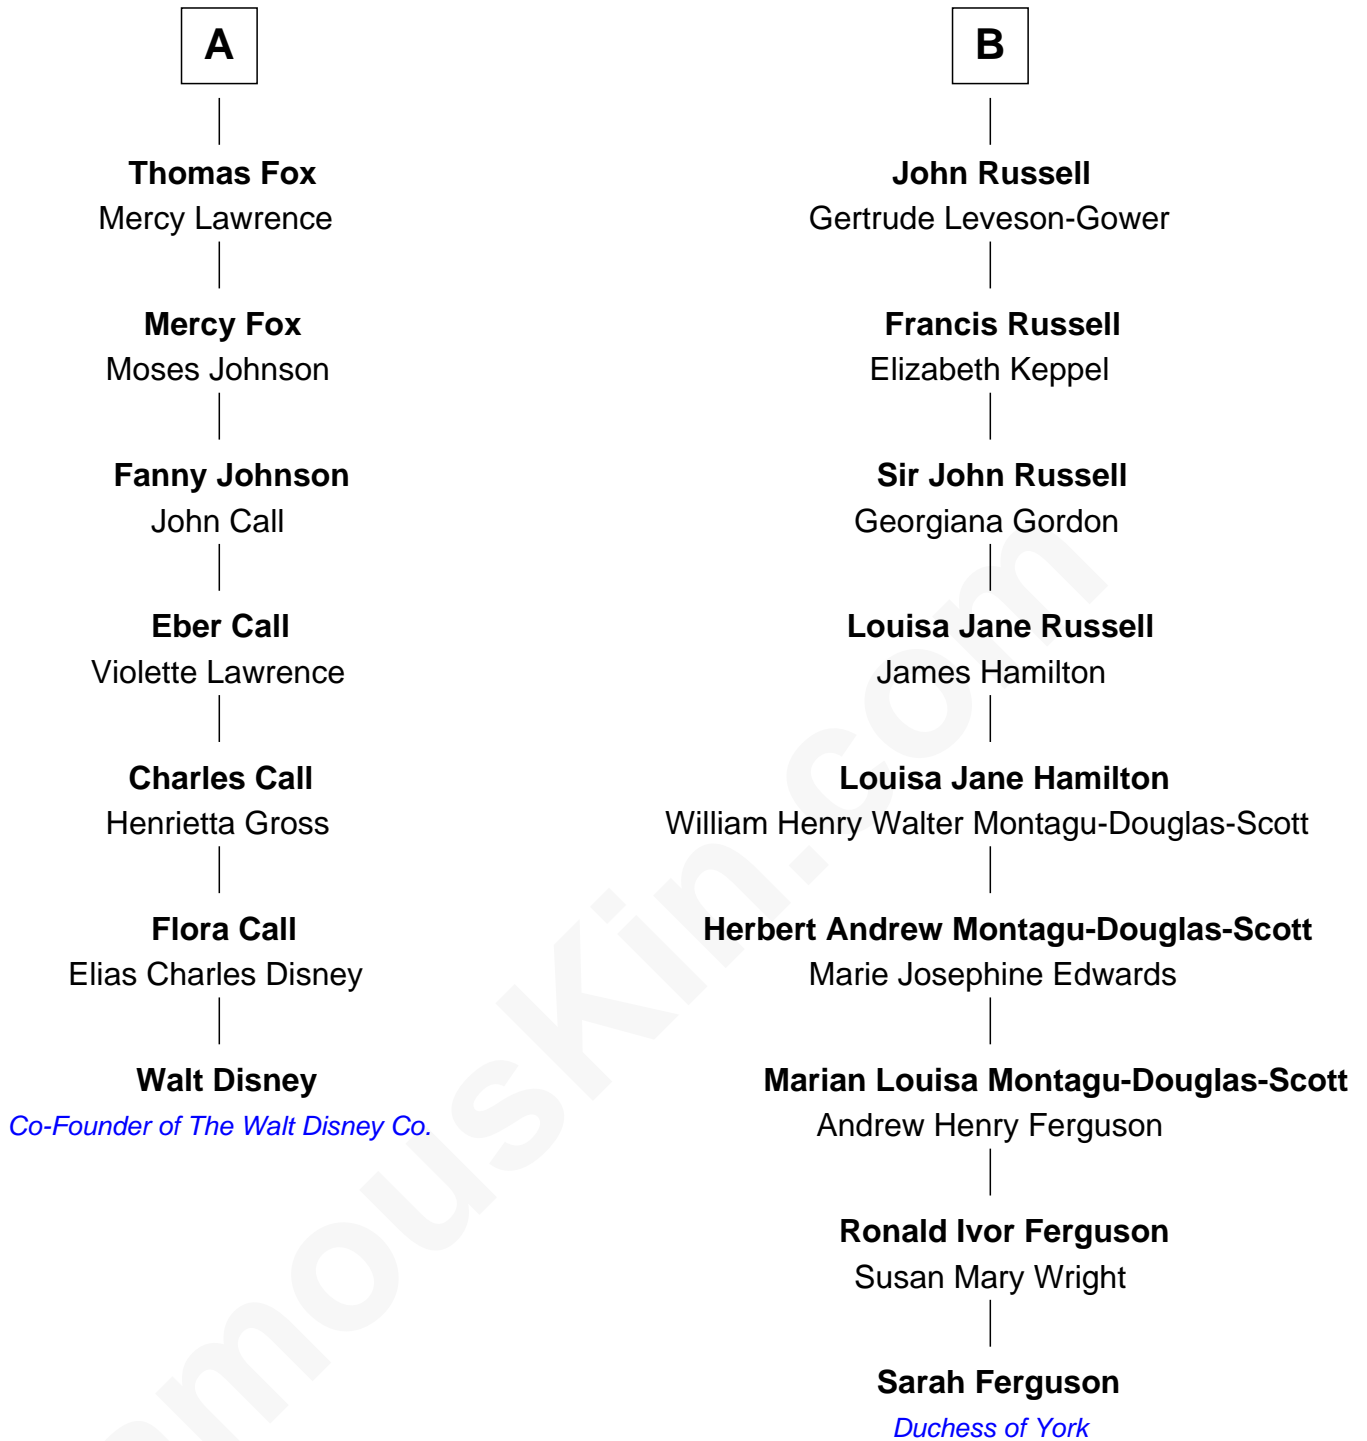 A
Thomas Fox
Mercy Lawrence
Mercy Fox
Moses Johnson
Fanny Johnson
John Call
Eber Call
Violette Lawrence
Charles Call
Henrietta Gross
Flora Call
Elias Charles Disney
Walt Disney
Co-Founder of The Walt Disney Co.
B
John Russell
Gertrude Leveson-Gower
Francis Russell
Elizabeth Keppel
Sir John Russell
Georgiana Gordon
Louisa Jane Russell
James Hamilton
Louisa Jane Hamilton
William Henry Walter Montagu-Douglas-Scott
Herbert Andrew Montagu-Douglas-Scott
Marie Josephine Edwards
Marian Louisa Montagu-Douglas-Scott
Andrew Henry Ferguson
Ronald Ivor Ferguson
Susan Mary Wright
Sarah Ferguson
Duchess of York
amousKin.com